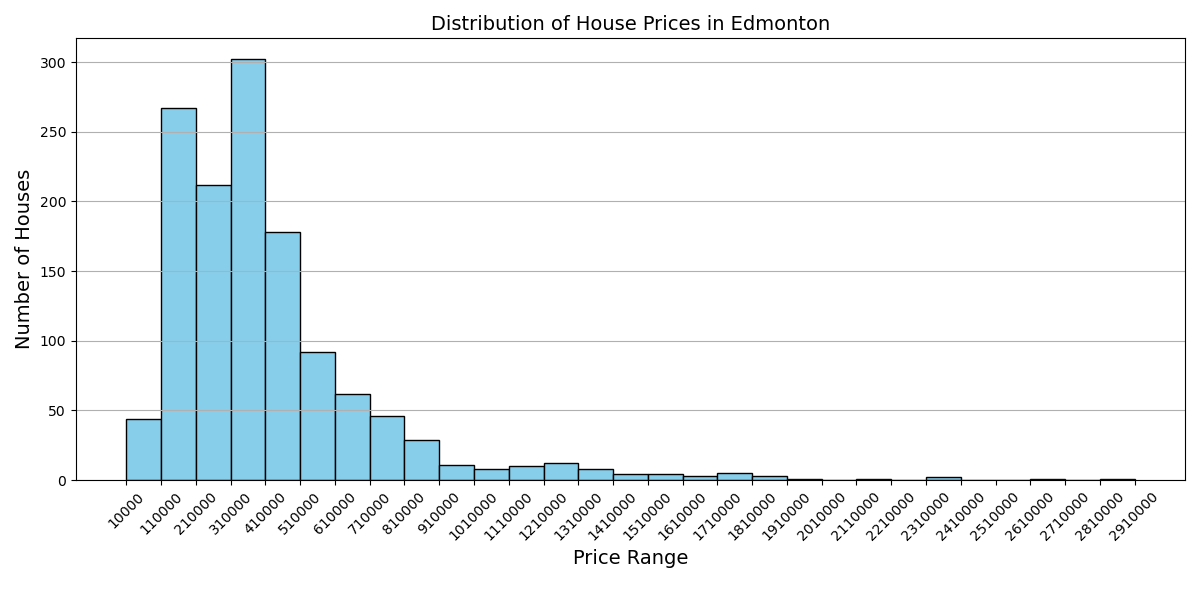 Distribution of House Prices in Edmonton
Number of Houses
300
250
200
150
100
50
0
10000 110000 210000 310000 410000 510000 610000 710000 810000 910000 1010000 1110000 1210000 1310000 1410000 1510000 1610000 1710000 1810000 1910000 2010000 2110000 2210000 2310000 2410000 2510000 2610000 2710000 2810000 2910000
Price Range